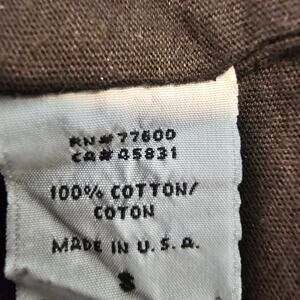 RN# 77600
CA# 45831
100% COTTON/
COTON
MADE IN U.S.A.
S